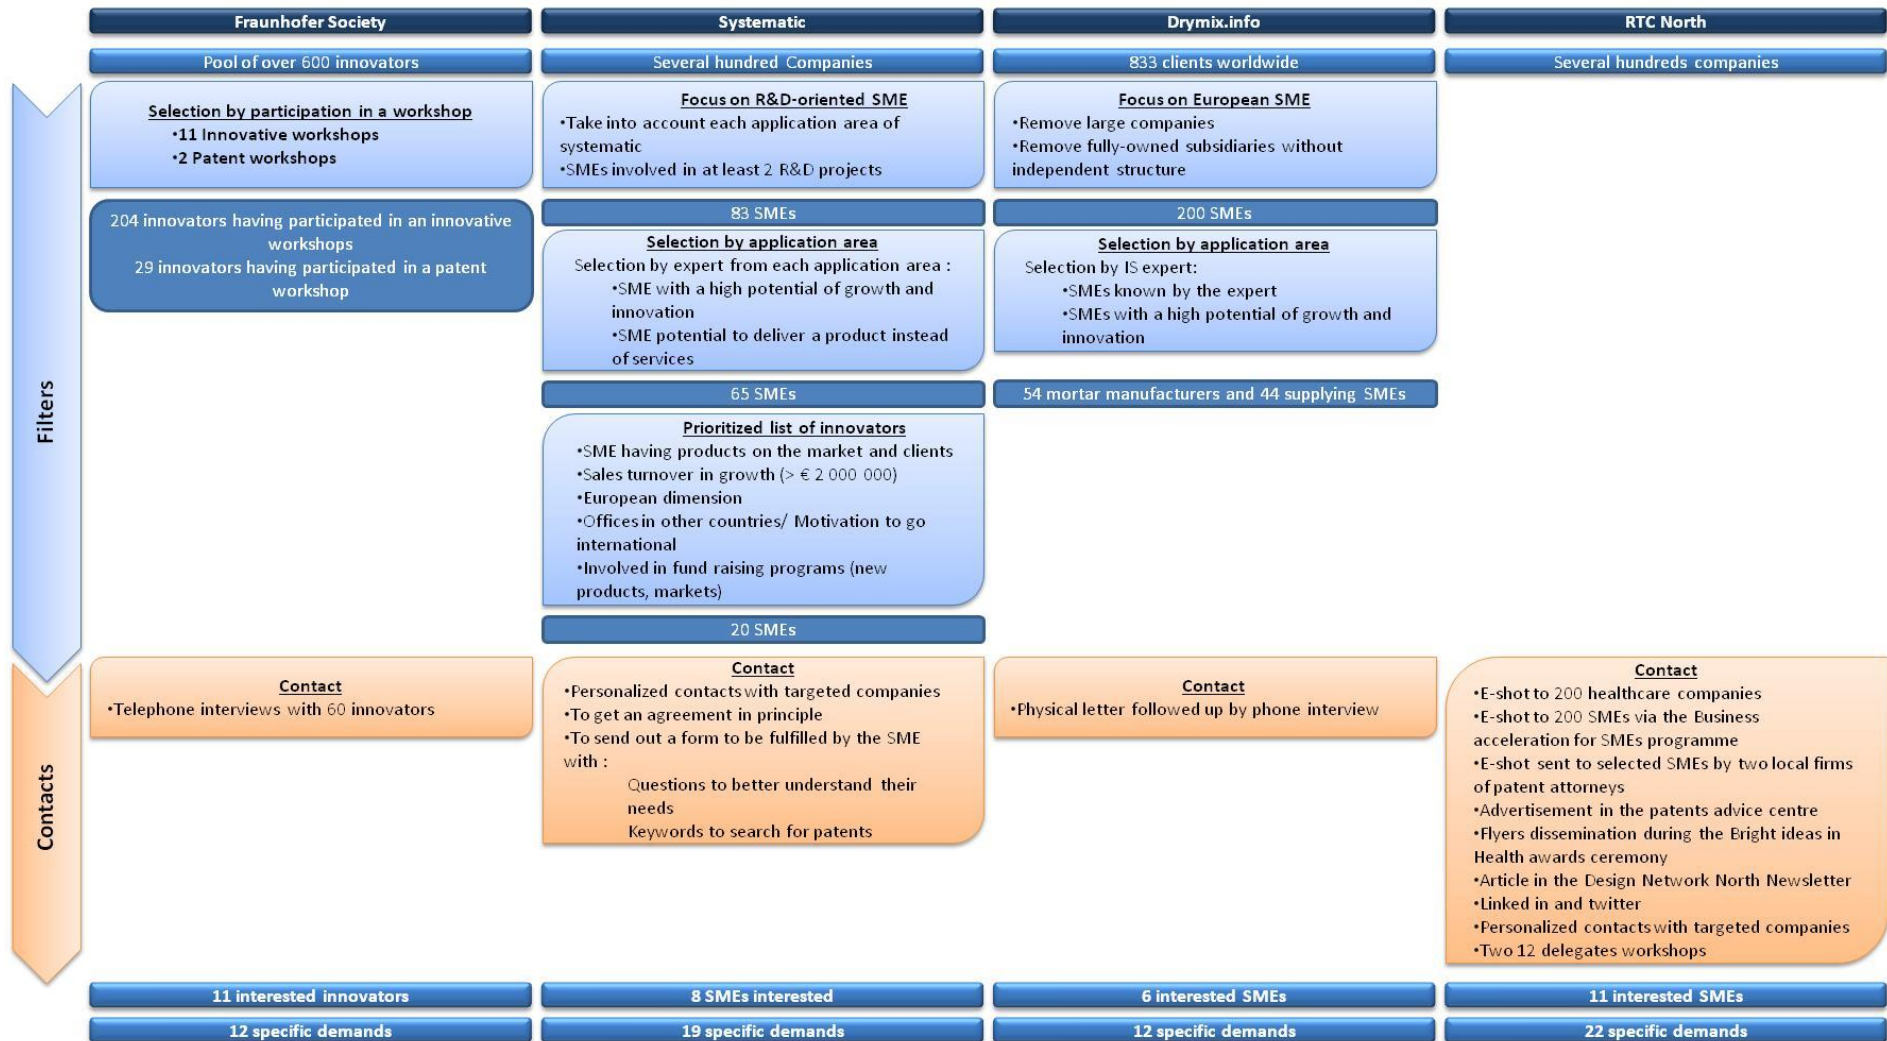 Fraunhofer Society
Systematic
Drymix.info
RTC North
Pool of over 600 innovators
Several hundred Companies
833 clients worldwide
Several hundreds companies
Filters
Selection by participation in a workshop
•11 Innovative workshops
•2 Patent workshops
204 innovators having participated in an innovative
workshops
29 innovators having participated in a patent
workshop
Focus on R&D-oriented SME
•Take into account each application area of
systematic
•SMEs involved in at least 2 R&D projects
83 SMEs
Selection by application area
Selection by expert from each application area :
•SME with a high potential of growth and
innovation
•SME potential to deliver a product instead
of services
65 SMEs
Prioritized list of innovators
•SME having products on the market and clients
•Sales turnover in growth (> € 2 000 000)
•European dimension
•Offices in other countries/ Motivation to go
international
•Involved in fund raising programs (new
products, markets)
20 SMEs
Focus on European SME
•Remove large companies
•Remove fully-owned subsidiaries without
independent structure
200 SMEs
Selection by application area
Selection by IS expert:
•SMEs known by the expert
•SMEs with a high potential of growth and
innovation
54 mortar manufacturers and 44 supplying SMEs
Contacts
Contact
•Telephone interviews with 60 innovators
Contact
•Personalized contacts with targeted companies
•To get an agreement in principle
•To send out a form to be fulfilled by the SME
with :
Questions to better understand their
needs
Keywords to search for patents
Contact
•Physical letter followed up by phone interview
Contact
•E-shot to 200 healthcare companies
•E-shot to 200 SMEs via the Business
acceleration for SMEs programme
•E-shot sent to selected SMEs by two local firms
of patent attorneys
•Advertisement in the patents advice centre
•Flyers dissemination during the Bright ideas in
Health awards ceremony
•Article in the Design Network North Newsletter
•Linked in and twitter
•Personalized contacts with targeted companies
•Two 12 delegates workshops
11 interested innovators
8 SMEs interested
6 interested SMEs
11 interested SMEs
12 specific demands
19 specific demands
12 specific demands
22 specific demands